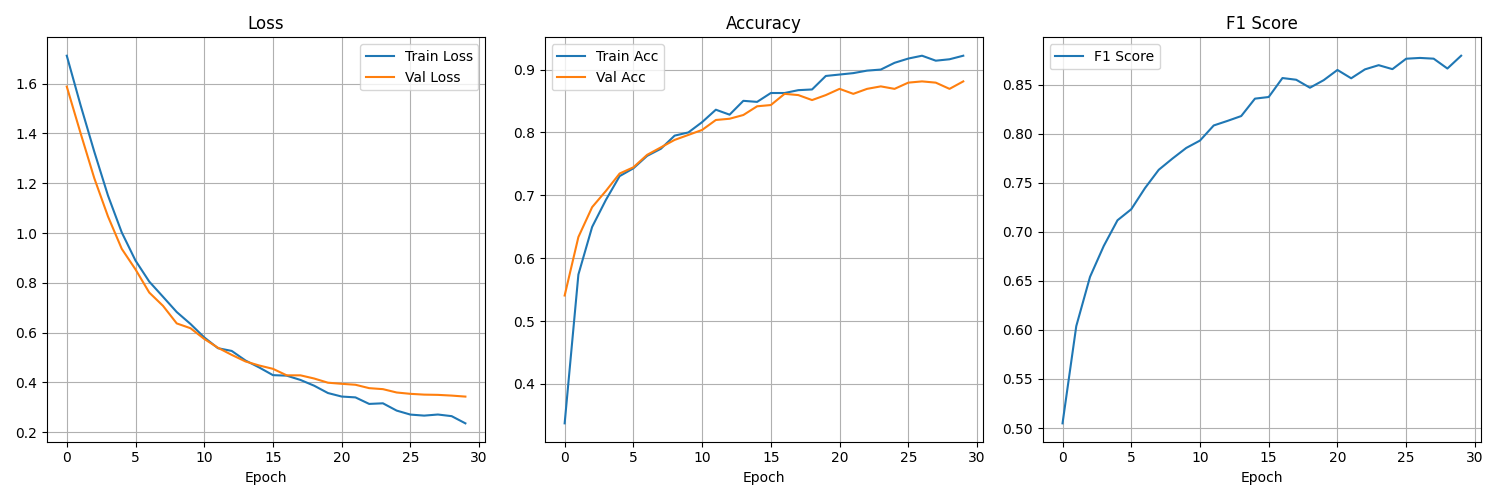 Loss
Train Loss
Val Loss
1.6
1.4
1.2
1.0
0.8
0.6
0.4
0.2
0 5 10 15 20 25 30
Epoch
Accuracy
Train Acc
Val Acc
0.9
0.8
0.7
0.6
0.5
0.4
0 5 10 15 20 25 30
Epoch
F1 Score
F1 Score
0.85
0.80
0.75
0.70
0.65
0.60
0.55
0.50
0 5 10 15 20 25 30
Epoch